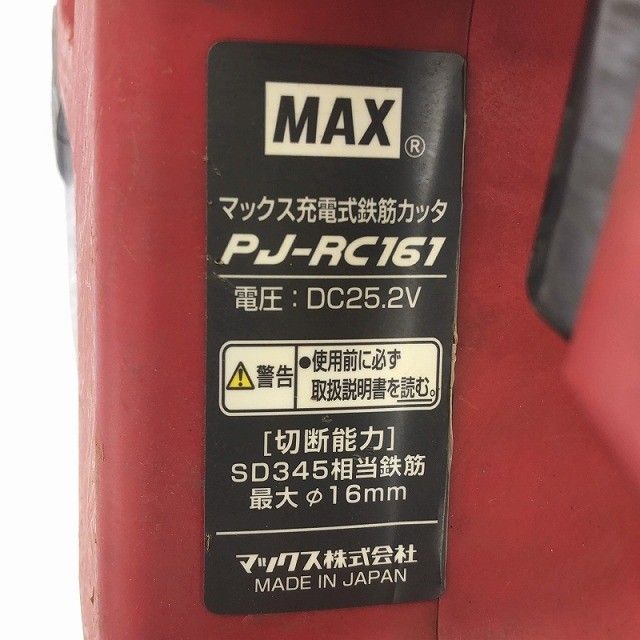 MAX®
マックス充電式鉄筋カッタ
PJ-RC161
電圧：DC25.2V
警告
●使用前に必ず
取扱説明書を読む。
[切断能力]
SD345相当鉄筋
最大φ16mm
マックス株式会社
MADE IN JAPAN